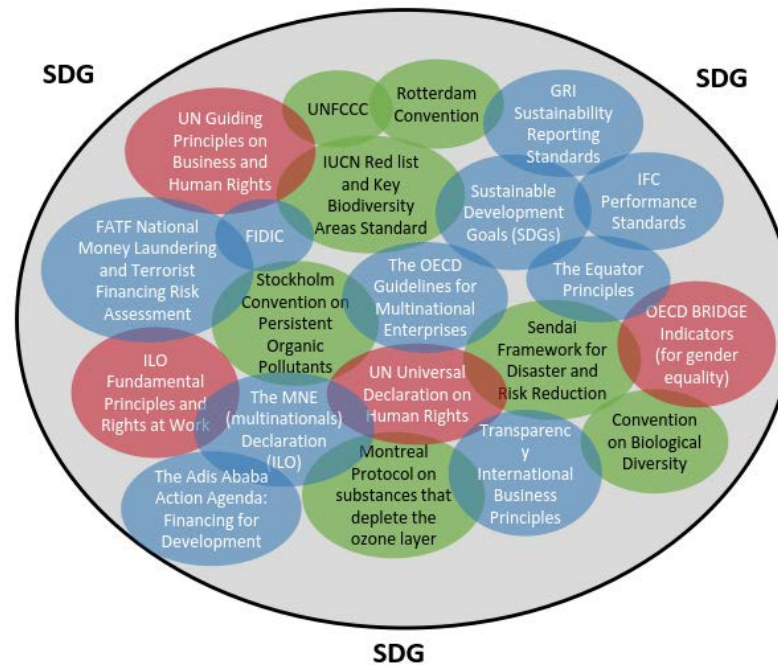 SDG
SDG
UNFCCC
Rotterdam
Convention
GRI
Sustainability
Reporting
Standards
UN Guiding
Principles on
Business and
Human Rights
IUCN Red list
and Key
Biodiversity
Areas Standard
Sustainable
Development
Goals (SDGs)
IFC
Performance
Standards
FATF National
Money Laundering
and Terrorist
Financing Risk
Assessment
FIDIC
Stockholm
Convention on
Persistent
Organic
Pollutants
The OECD
Guidelines for
Multinational
Enterprises
The Equator
Principles
OECD BRIDGE
Indicators
(for gender
equality)
Sendai
Framework for
Disaster and
Risk Reduction
ILO
Fundamental
Principles and
Rights at Work
The MNE
(multinationals)
Declaration
(ILO)
UN Universal
Declaration on
Human Rights
Convention
on Biological
Diversity
Transparenc
y
International
Business
Principles
Montreal
Protocol on
substances that
deplete the
ozone layer
The Adis Ababa
Action Agenda:
Financing for
Development
SDG